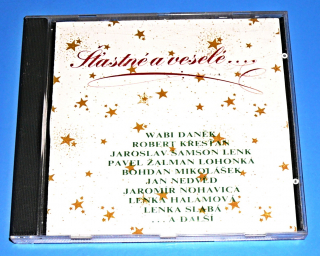 Šťastné a veselé....
WABI DANĚK
ROBERT KŘESŤAN
JAROSLAV SAMSON LENK
PAVEL ŽALMAN LOHONKA
BOHDAN MIKOLÁŠEK
JAN NEDVĚD
JAROMÍR NOHAVICA
LENKA HALAMOVÁ
LENKA SLABÁ
... A DALŠÍ